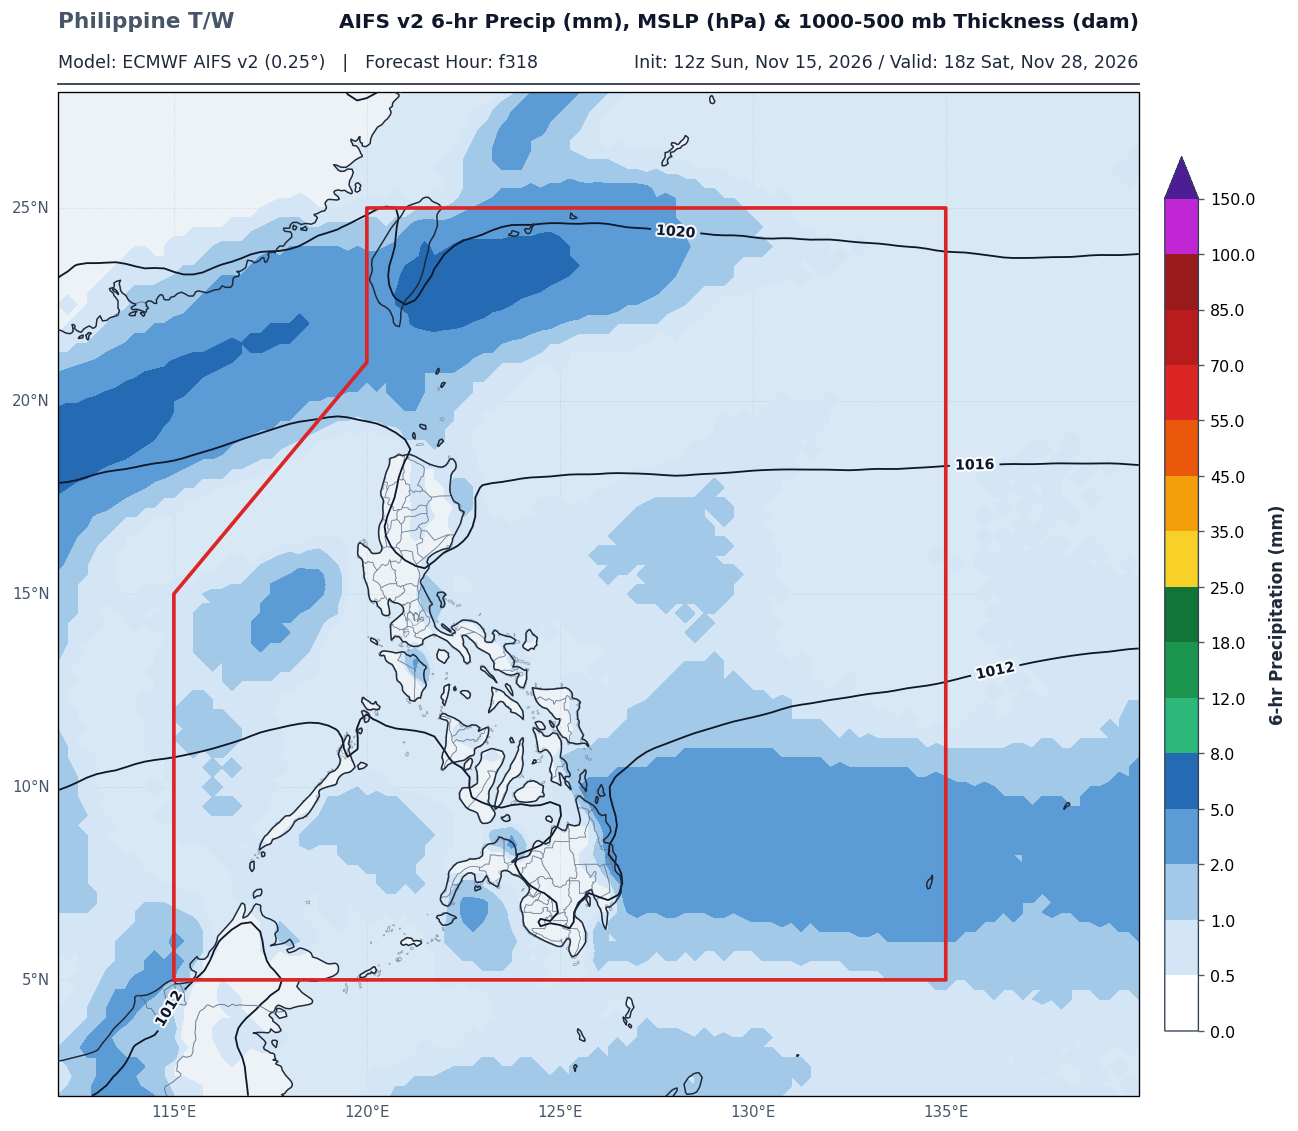 Philippine T/W
AIFS v2 6-hr Precip (mm), MSLP (hPa) & 1000-500 mb Thickness (dam)
Model: ECMWF AIFS v2 (0.25°) | Forecast Hour: f318
Init: 12z Sun, Nov 15, 2026 / Valid: 18z Sat, Nov 28, 2026
25°N
20°N
15°N
10°N
5°N
115°E
120°E
125°E
130°E
135°E
1020
1016
1012
1012
150.0
100.0
85.0
70.0
55.0
45.0
35.0
25.0
18.0
12.0
8.0
5.0
2.0
1.0
0.5
0.0
6-hr Precipitation (mm)